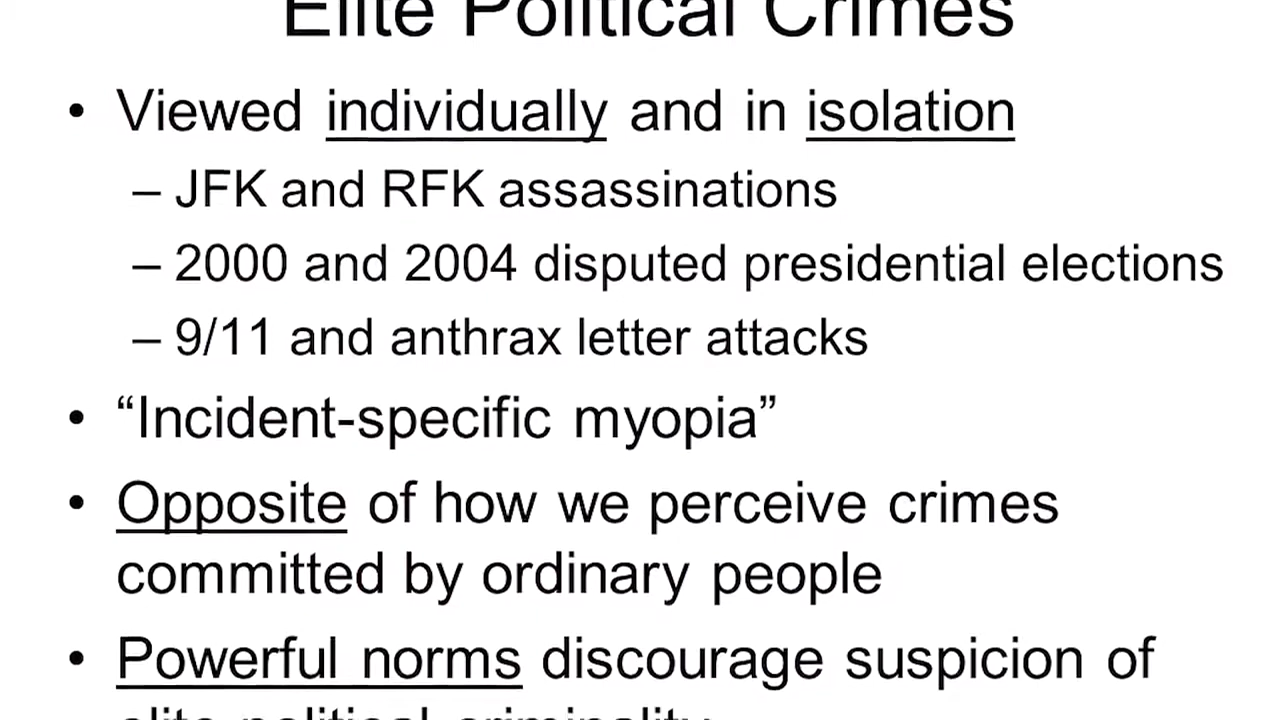 Elite Political Crimes
• Viewed individually and in isolation
– JFK and RFK assassinations
– 2000 and 2004 disputed presidential elections
– 9/11 and anthrax letter attacks
• “Incident-specific myopia”
• Opposite of how we perceive crimes
committed by ordinary people
• Powerful norms discourage suspicion of
elite political criminality